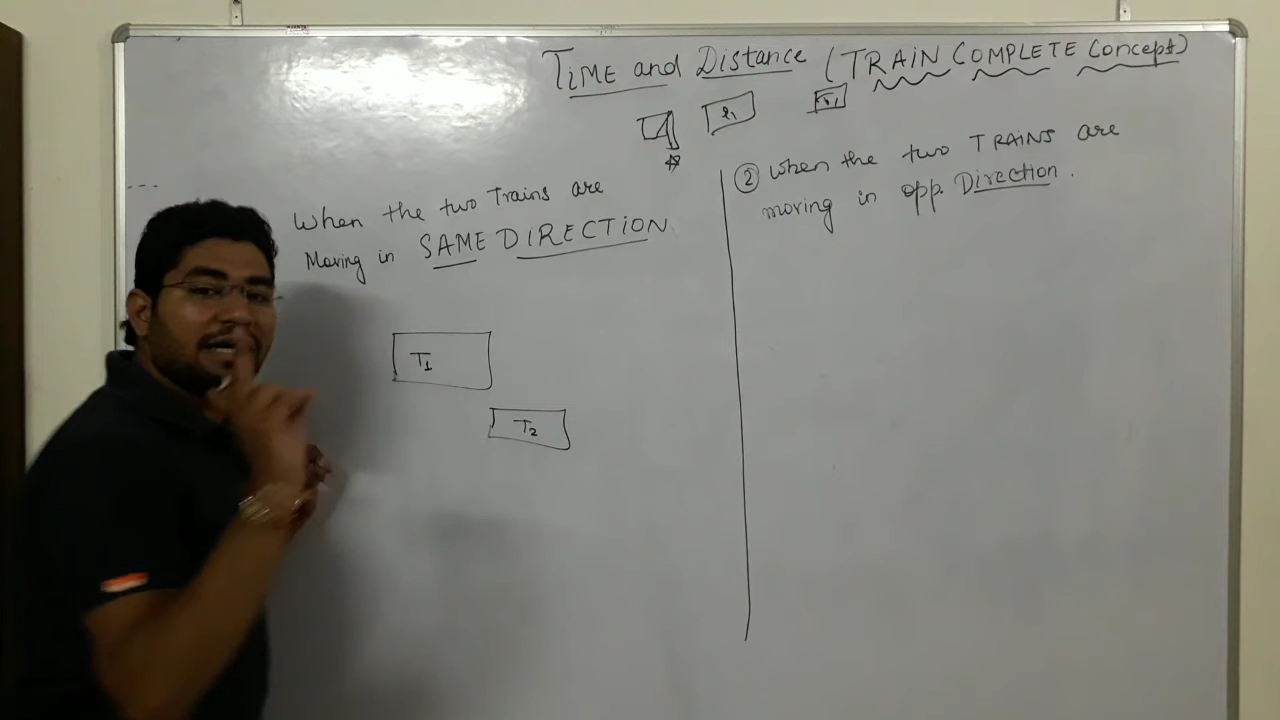 TiME and Distance (TRAiN COMPLETE Concept)
l1
When the two Trains are
Moving in SAME DIRECTION.
T1
T2
② When the two TRAINS are
moving in opp. Direction.